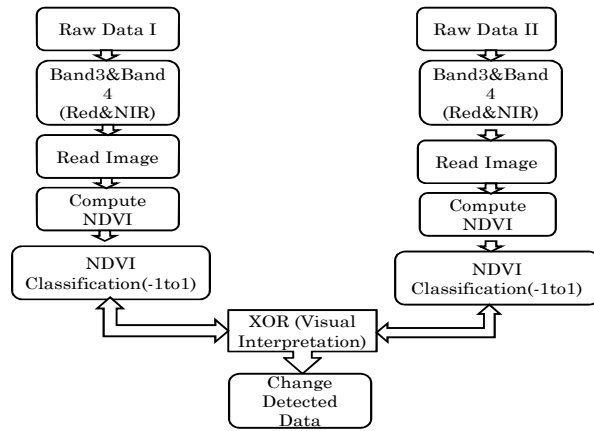 Raw Data I
Band3&Band
4
(Red&NIR)
Read Image
Compute
NDVI
NDVI
Classification(-1to1)
Raw Data II
Band3&Band
4
(Red&NIR)
Read Image
Compute
NDVI
NDVI
Classification(-1to1)
XOR (Visual
Interpretation)
Change
Detected
Data